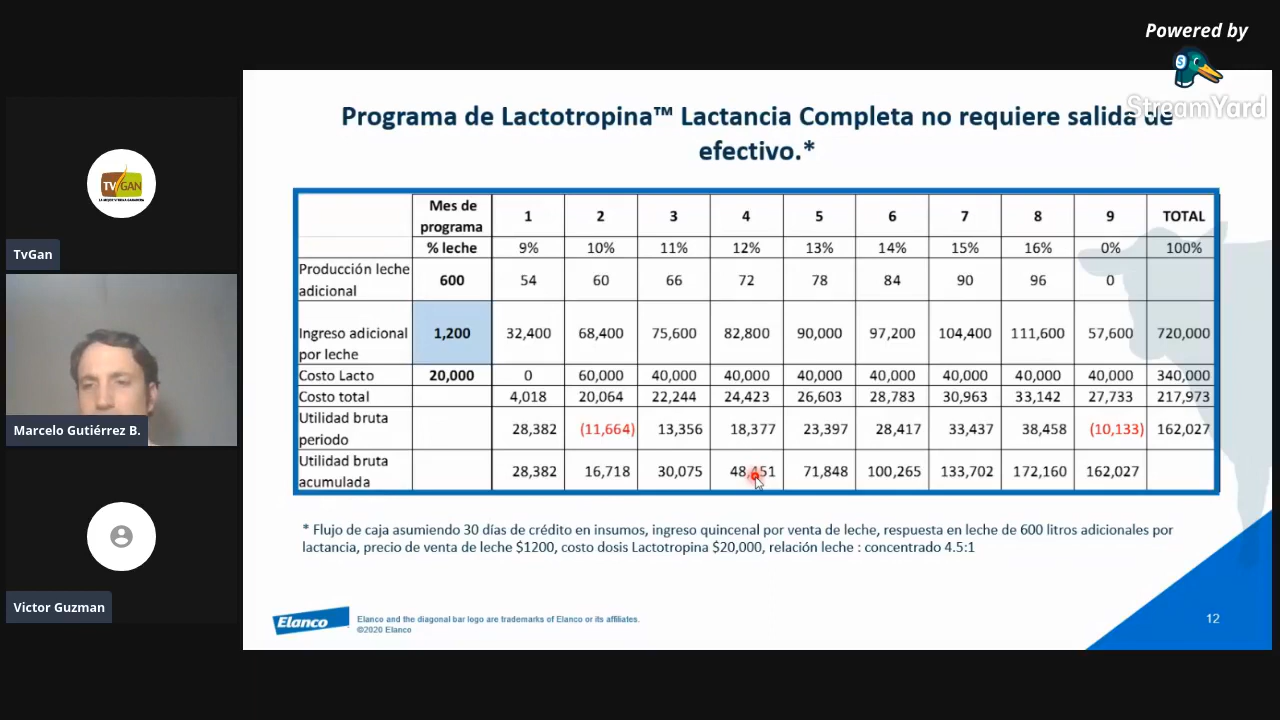 Powered by
StreamYard
TV GAN
TvGan
Marcelo Gutiérrez B.
Victor Guzman
Programa de Lactotropina™ Lactancia Completa no requiere salida de
efectivo.*
Mes de programa 1 2 3 4 5 6 7 8 9 TOTAL
% leche 9% 10% 11% 12% 13% 14% 15% 16% 0% 100%
Producción leche adicional 600 54 60 66 72 78 84 90 96 0
Ingreso adicional por leche 1,200 32,400 68,400 75,600 82,800 90,000 97,200 104,400 111,600 57,600 720,000
Costo Lacto 20,000 0 60,000 40,000 40,000 40,000 40,000 40,000 40,000 40,000 340,000
Costo total 4,018 20,064 22,244 24,423 26,603 28,783 30,963 33,142 27,733 217,973
Utilidad bruta periodo 28,382 (11,664) 13,356 18,377 23,397 28,417 33,437 38,458 (10,133) 162,027
Utilidad bruta acumulada 28,382 16,718 30,075 48,451 71,848 100,265 133,702 172,160 162,027
* Flujo de caja asumiendo 30 días de crédito en insumos, ingreso quincenal por venta de leche, respuesta en leche de 600 litros adicionales por
lactancia, precio de venta de leche $1200, costo dosis Lactotropina $20,000, relación leche : concentrado 4.5:1
Elanco
Elanco and the diagonal bar logo are trademarks of Elanco or its affiliates.
©2020 Elanco
12